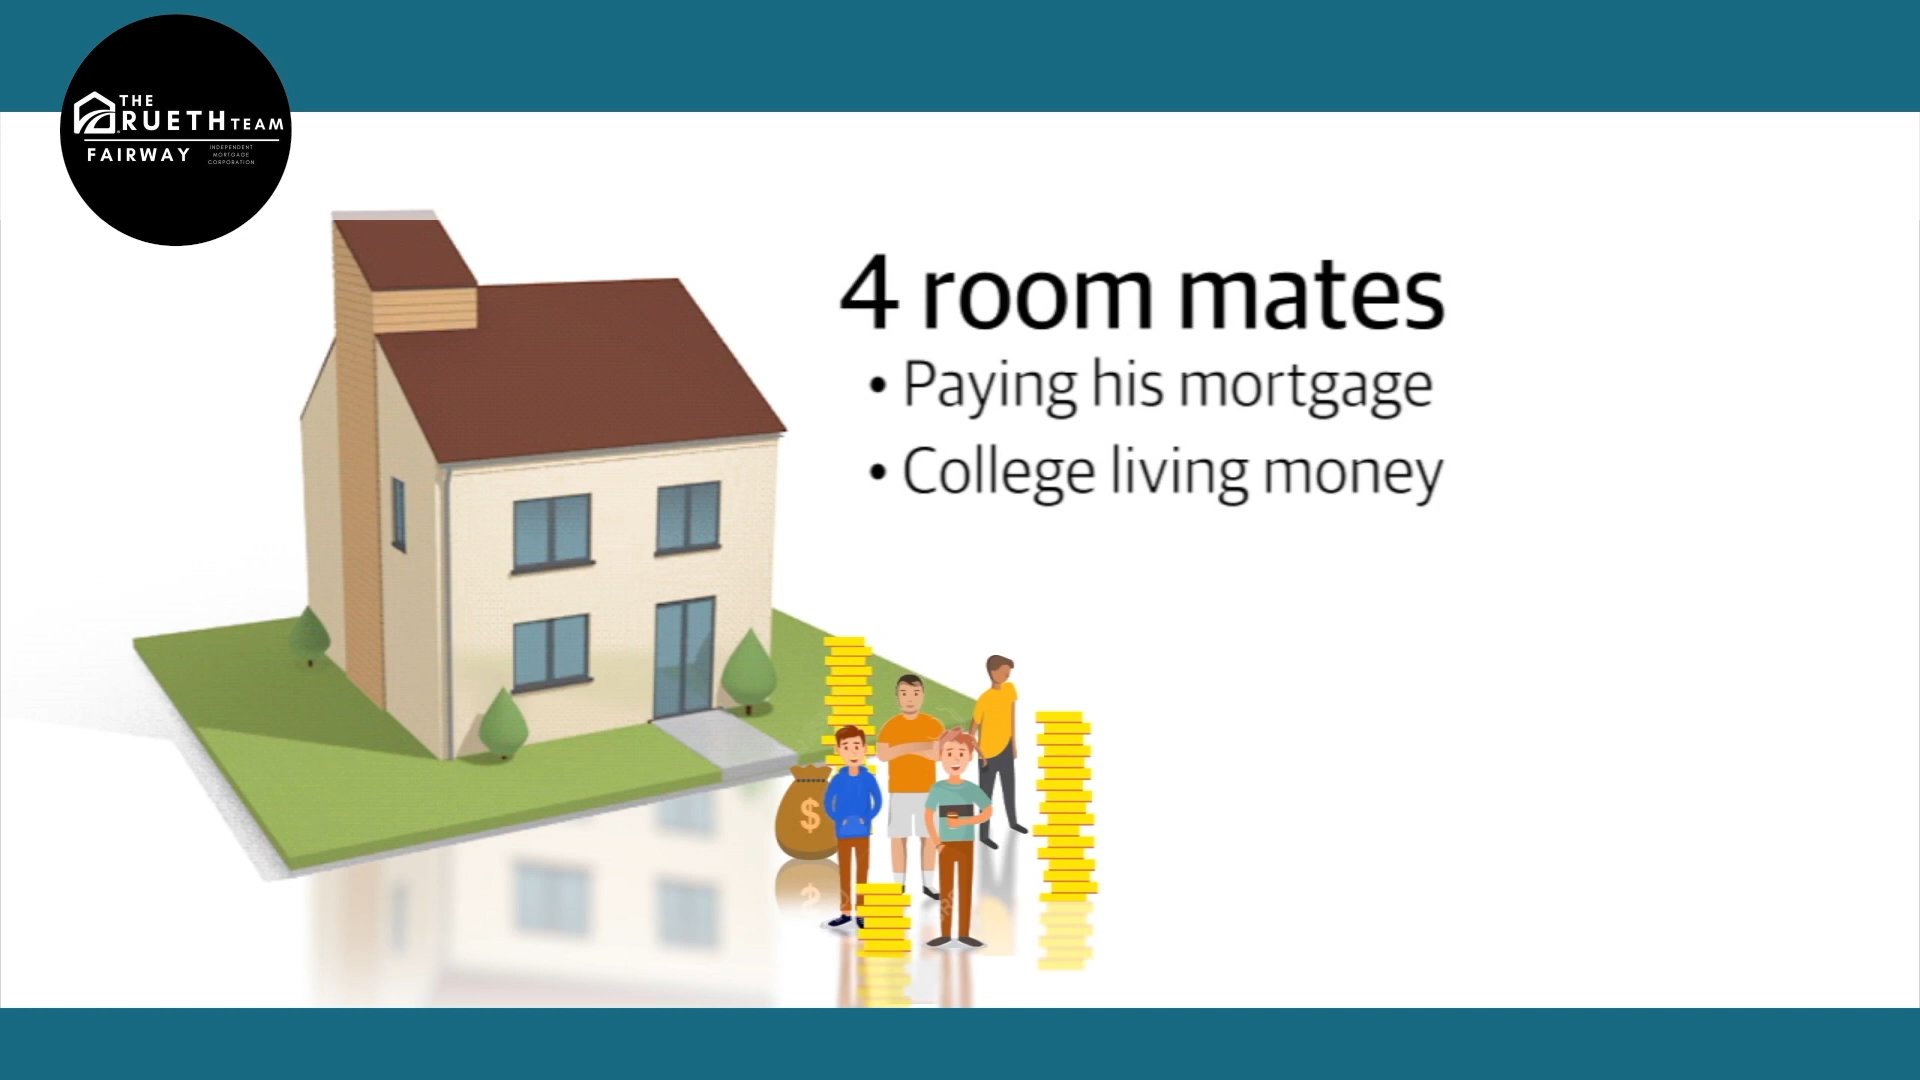 THE
RUETH TEAM
FAIRWAY
INDEPENDENT
MORTGAGE
CORPORATION
4 room mates
• Paying his mortgage
• College living money
$
$